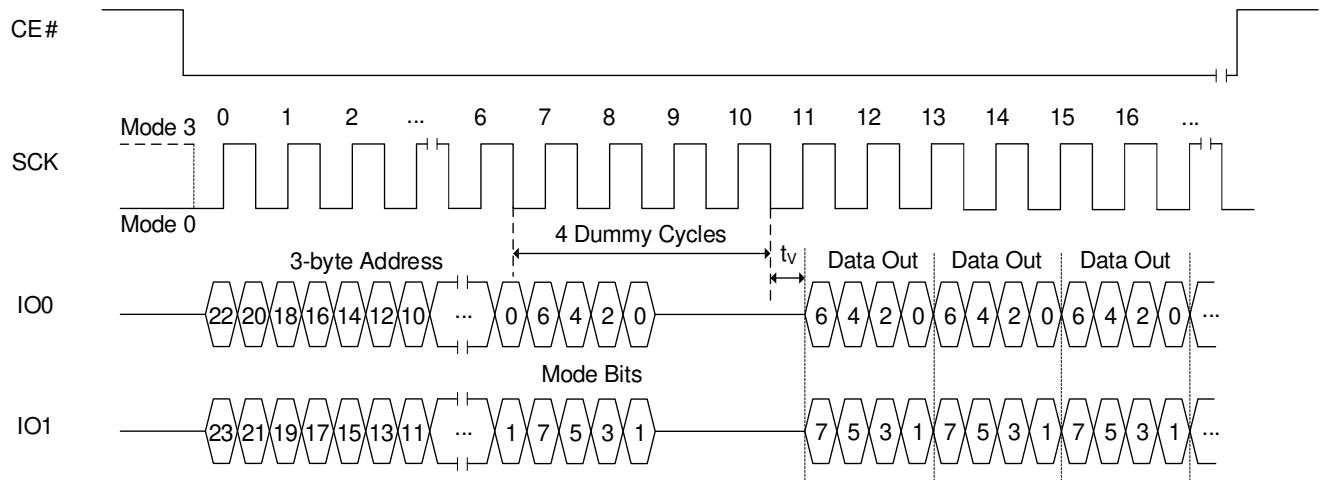 CE#
0 1 2 ... 6 7 8 9 10 11 12 13 14 15 16 ...
Mode 3
SCK
Mode 0
4 Dummy Cycles
tV
3-byte Address
Data Out Data Out Data Out
IO0
22 20 18 16 14 12 10 ... 0 6 4 2 0 6 4 2 0 6 4 2 0 6 4 2 0 ...
Mode Bits
IO1
23 21 19 17 15 13 11 ... 1 7 5 3 1 7 5 3 1 7 5 3 1 7 5 3 1 ...